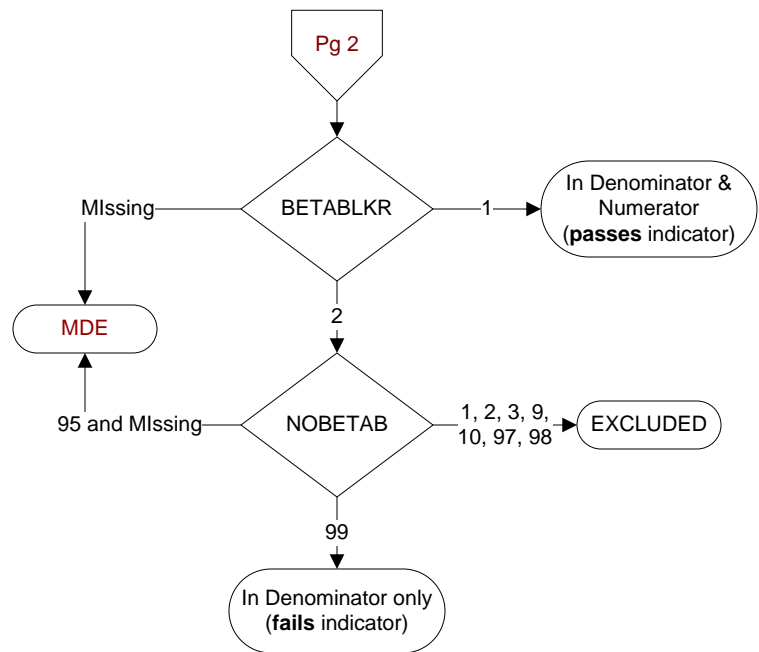 Pg 2
BETABLKR
MIssing
1
In Denominator &
Numerator
(passes indicator)
2
MDE
95 and MIssing
NOBETAB
1, 2, 3, 9,
10, 97, 98
EXCLUDED
99
In Denominator only
(fails indicator)